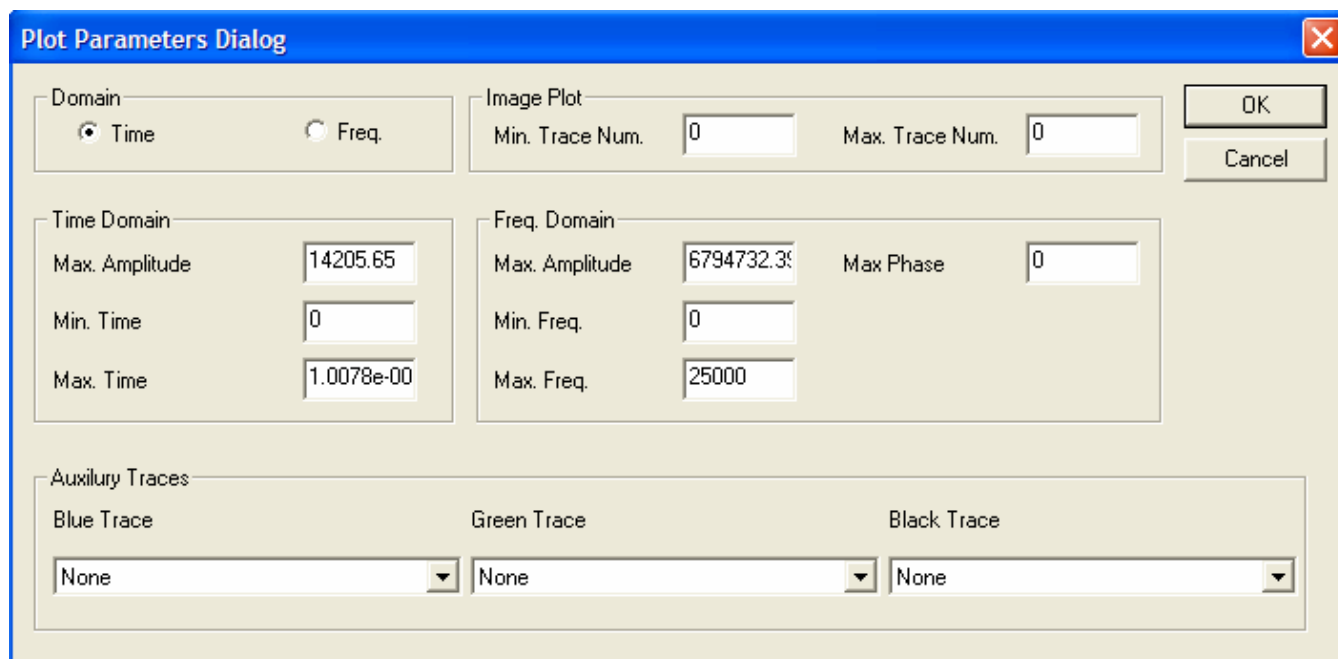 Plot Parameters Dialog
Domain
Time
Freq.
Image Plot
Min. Trace Num.
0
Max. Trace Num.
0
OK
Cancel
Time Domain
Max. Amplitude
14205.65
Min. Time
0
Max. Time
1.0078e-00
Freq. Domain
Max. Amplitude
6794732.39
Max Phase
0
Min. Freq.
0
Max. Freq.
25000
Auxilury Traces
Blue Trace
Green Trace
Black Trace
None
None
None